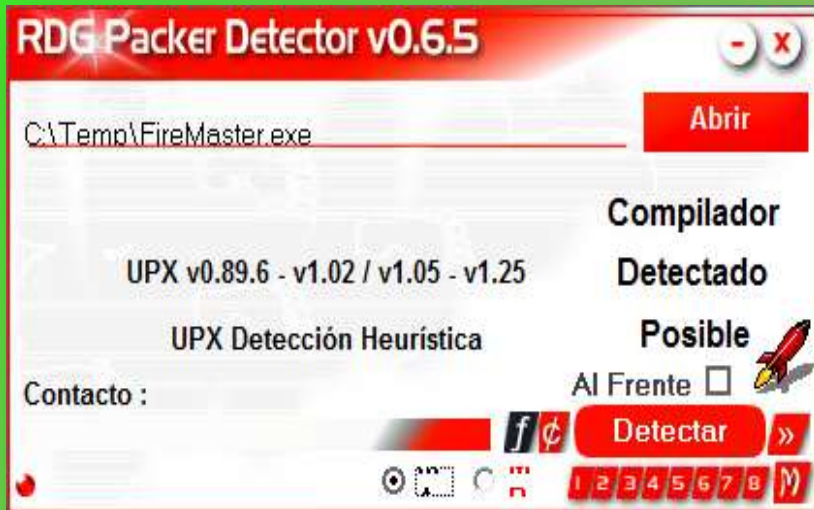 RDG Packer Detector v0.6.5
- x
C:\Temp\FireMaster.exe
Abrir
Compilador
UPX v0.89.6 - v1.02 / v1.05 - v1.25
Detectado
UPX Detección Heurística
Posible
Al Frente
Contacto :
ƒ ¢
Detectar
»
1 2 3 4 5 6 7 8 M